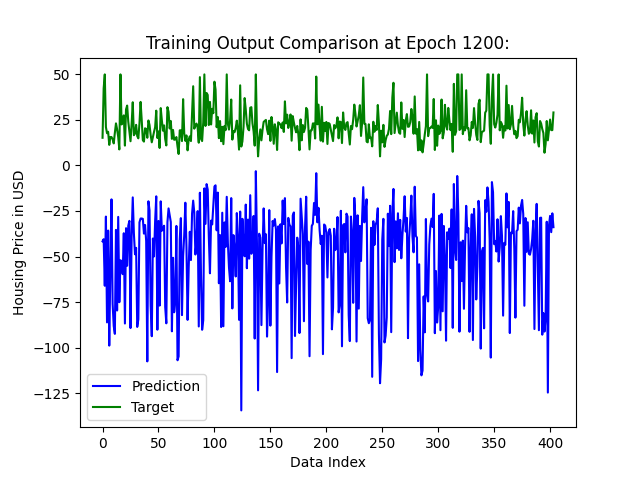 Training Output Comparison at Epoch 1200:
50
25
0
−25
−50
−75
−100
−125
Housing Price in USD
Prediction
Target
0 50 100 150 200 250 300 350 400
Data Index